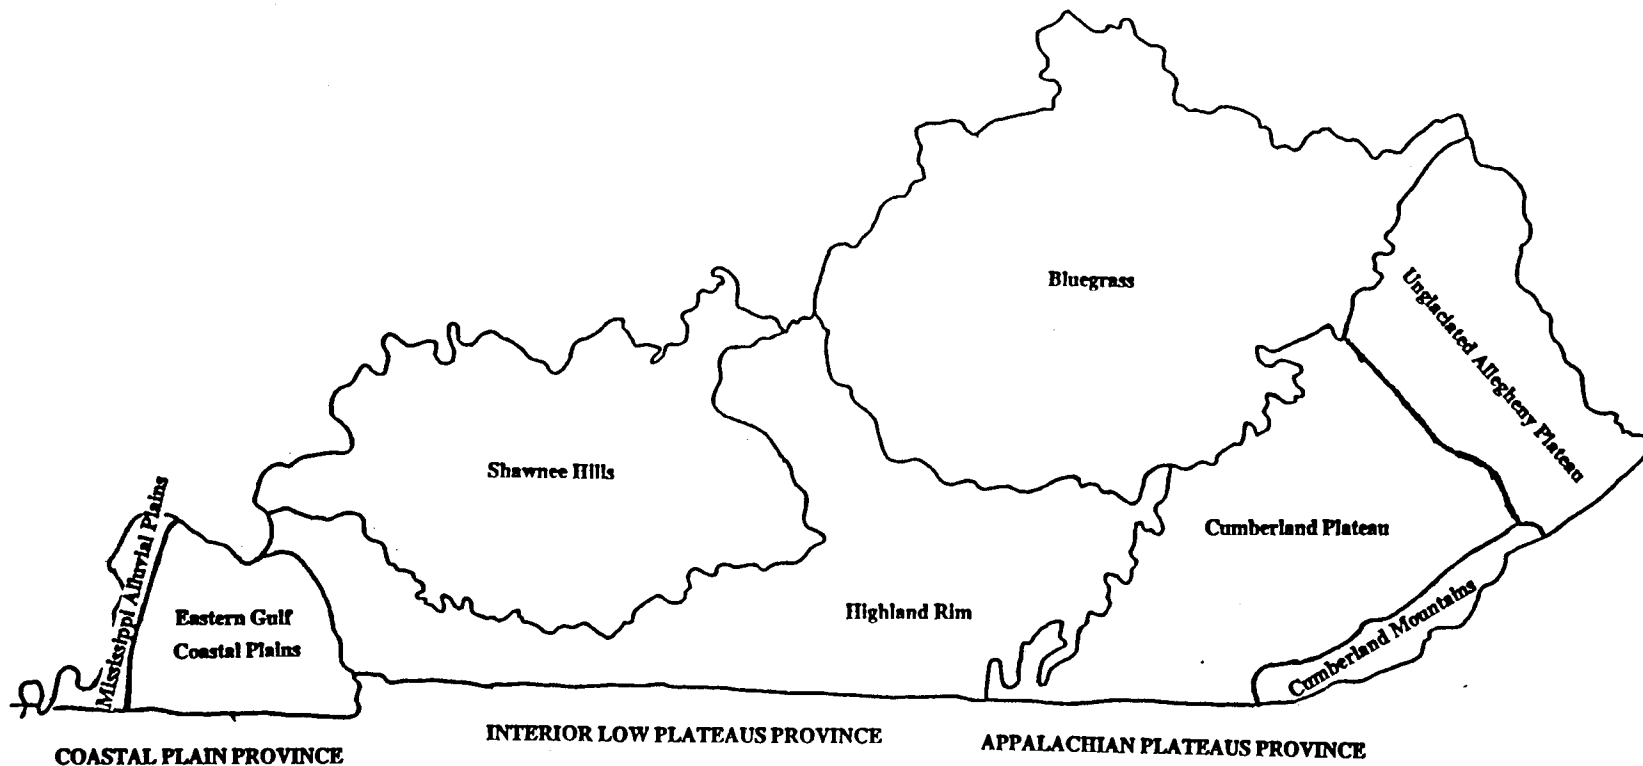 Bluegrass
Unglaciated Allegheny Plateau
Shawnee Hills
Cumberland Plateau
Mississippi Alluvial Plains
Eastern Gulf
Coastal Plains
Highland Rim
Cumberland Mountains
COASTAL PLAIN PROVINCE
INTERIOR LOW PLATEAUS PROVINCE
APPALACHIAN PLATEAUS PROVINCE